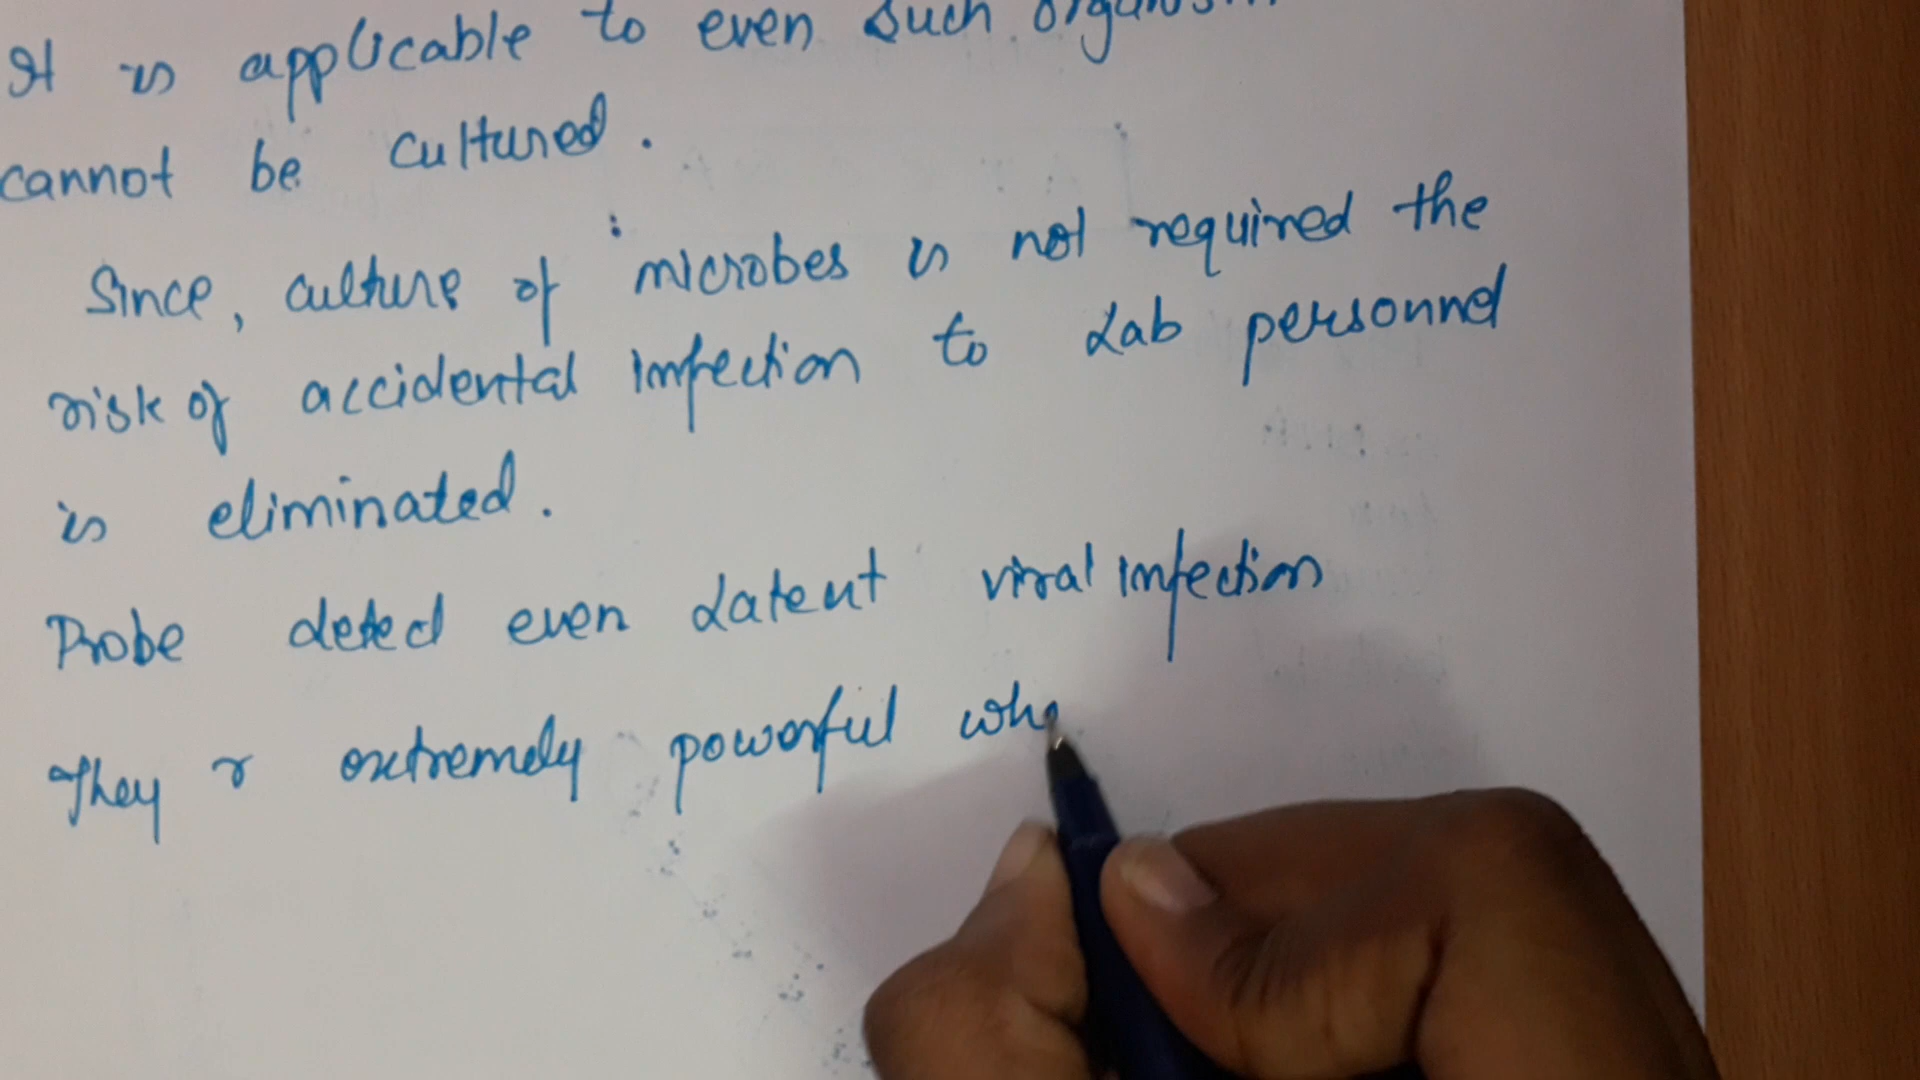 It is applicable to even such
cannot be cultured.
Since, culture of microbes is not required the
risk of accidental infection to Lab personnel
is eliminated.
Probe detect even Latent viral infection
They r extremely powerful whe